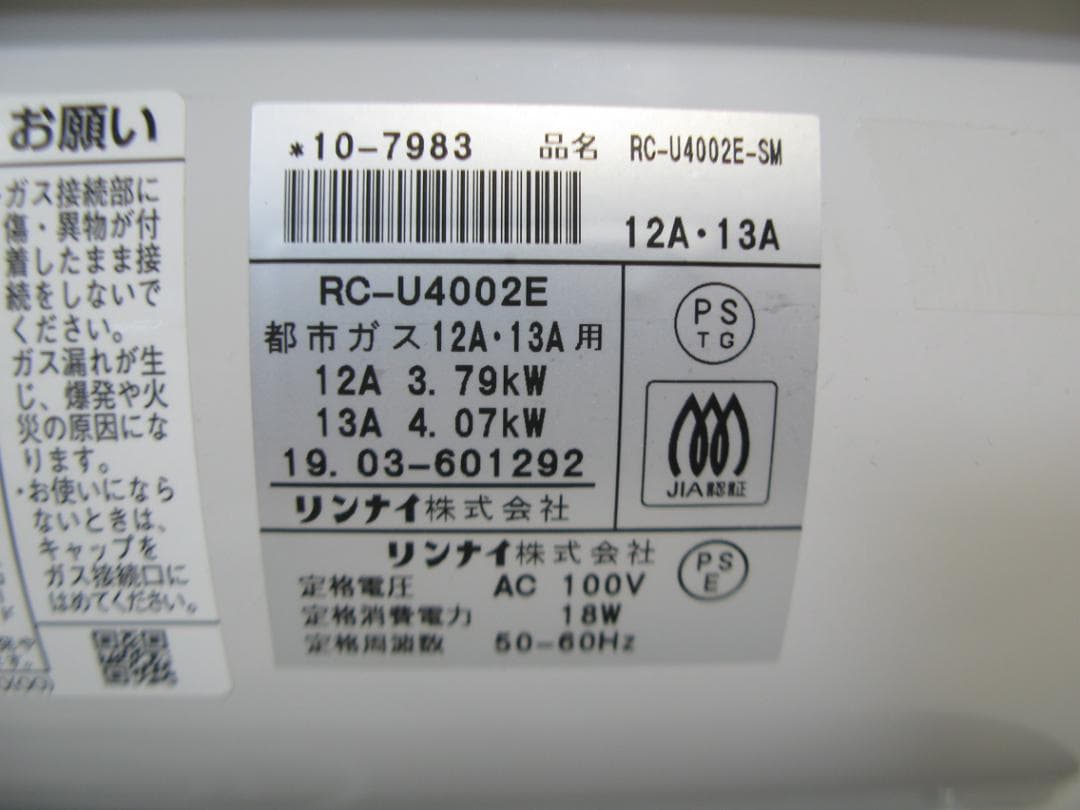 お願い
ガス接続部に
傷・異物が付
着したまま接
続をしないで
ください。
ガス漏れが生
じ、爆発や火
災の原因にな
ります。
・お使いになら
ないときは、
キャップを
ガス接続口に
はめてください。
*10-7983 品名 RC-U4002E-SM
12A・13A
RC-U4002E
都市ガス12A・13A用
12A 3.79kW
13A 4.07kW
19.03-601292
リンナイ株式会社
PS
TG
JIA認証
リンナイ株式会社
定格電圧 AC 100V
定格消費電力 18W
定格周波数 50-60Hz
PS
E